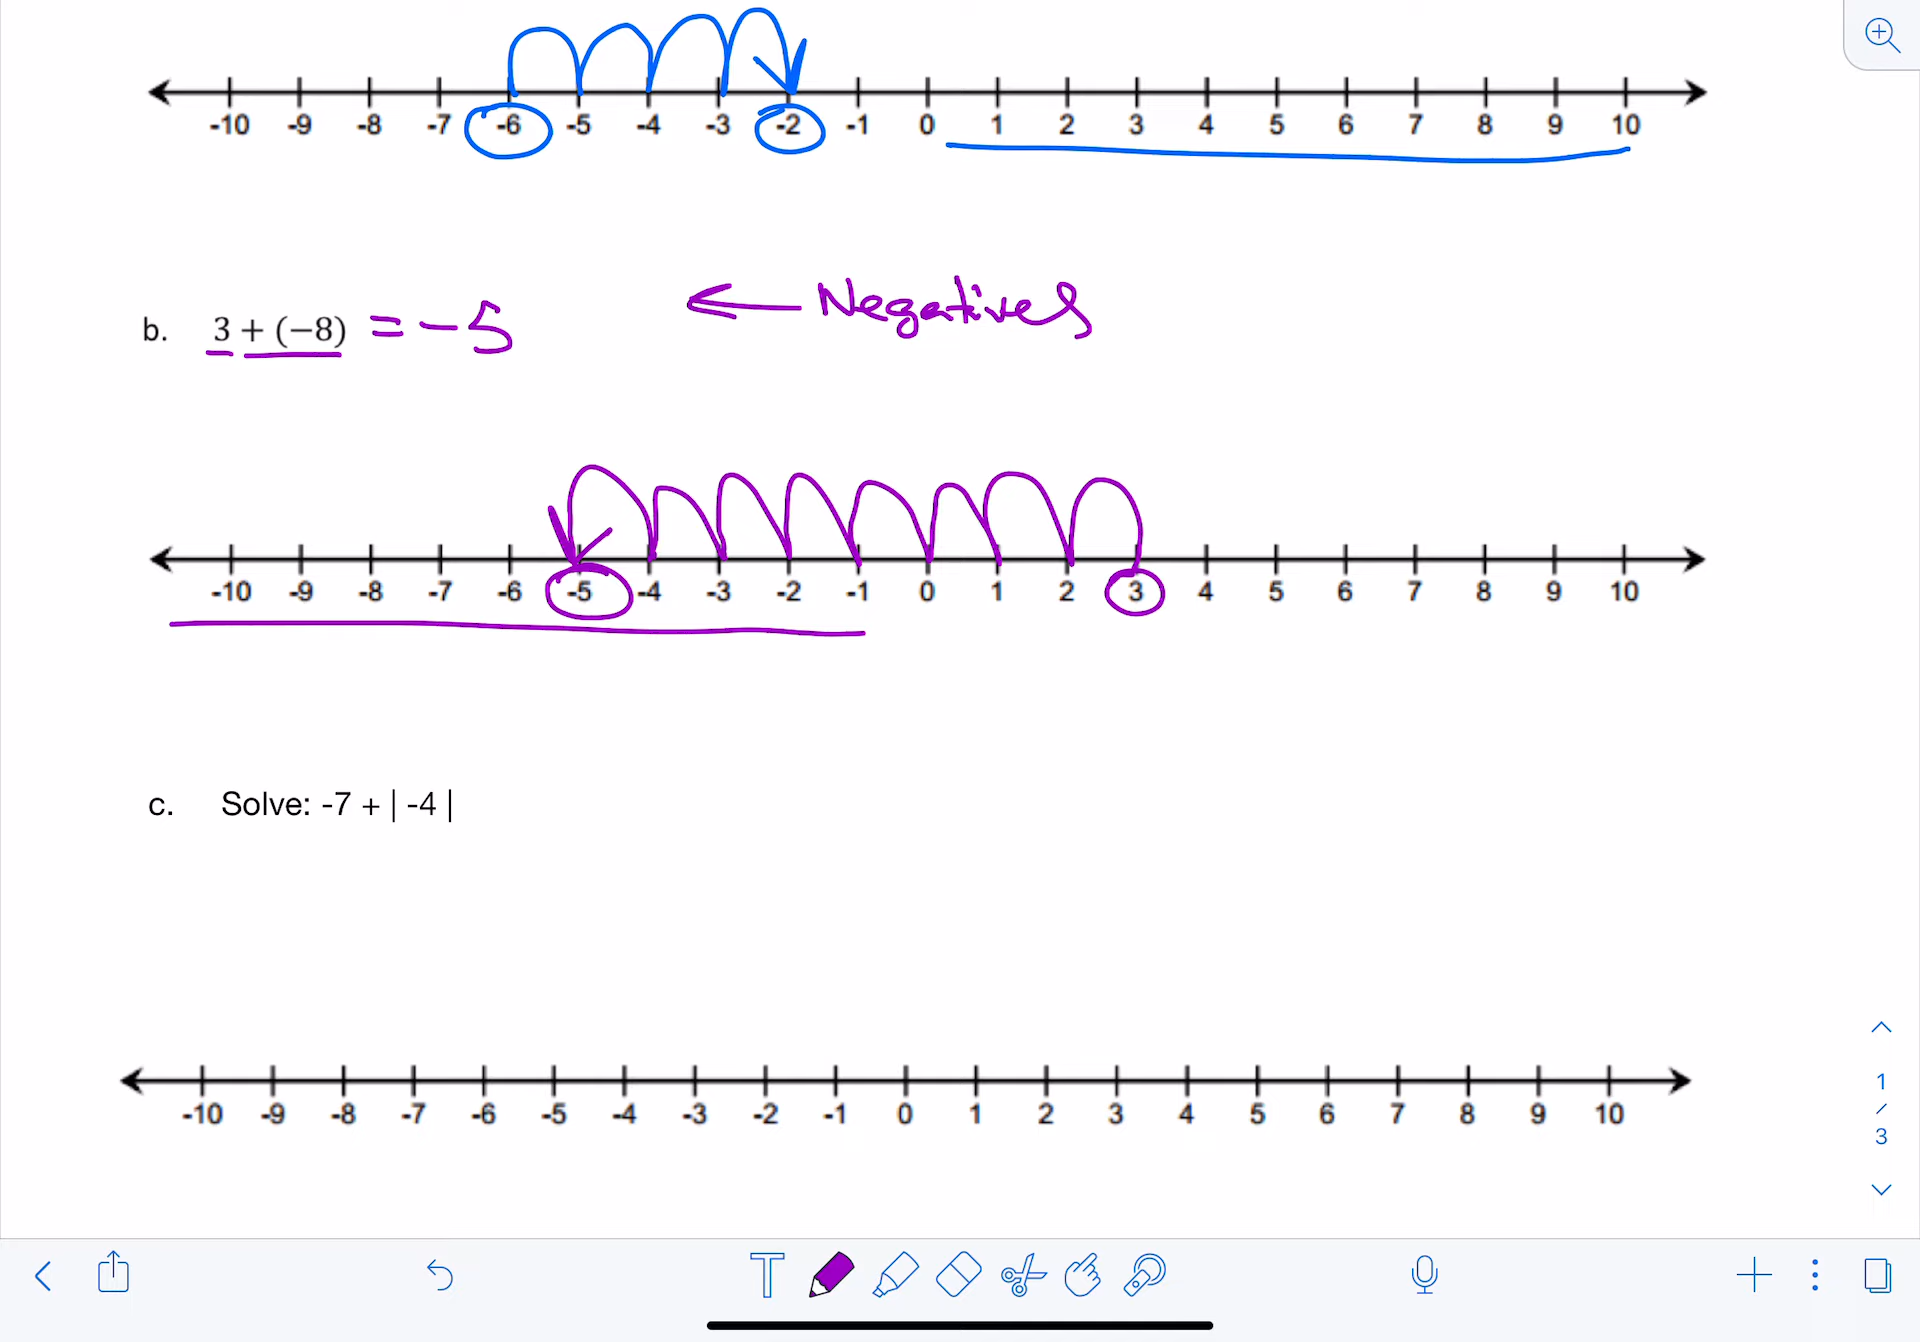 -10 -9 -8 -7 -6 -5 -4 -3 -2 -1 0 1 2 3 4 5 6 7 8 9 10
← Negatives
b. 3 + (−8) = -5
-10 -9 -8 -7 -6 -5 -4 -3 -2 -1 0 1 2 3 4 5 6 7 8 9 10
c. Solve: -7 + | -4 |
-10 -9 -8 -7 -6 -5 -4 -3 -2 -1 0 1 2 3 4 5 6 7 8 9 10
1
/
3
T